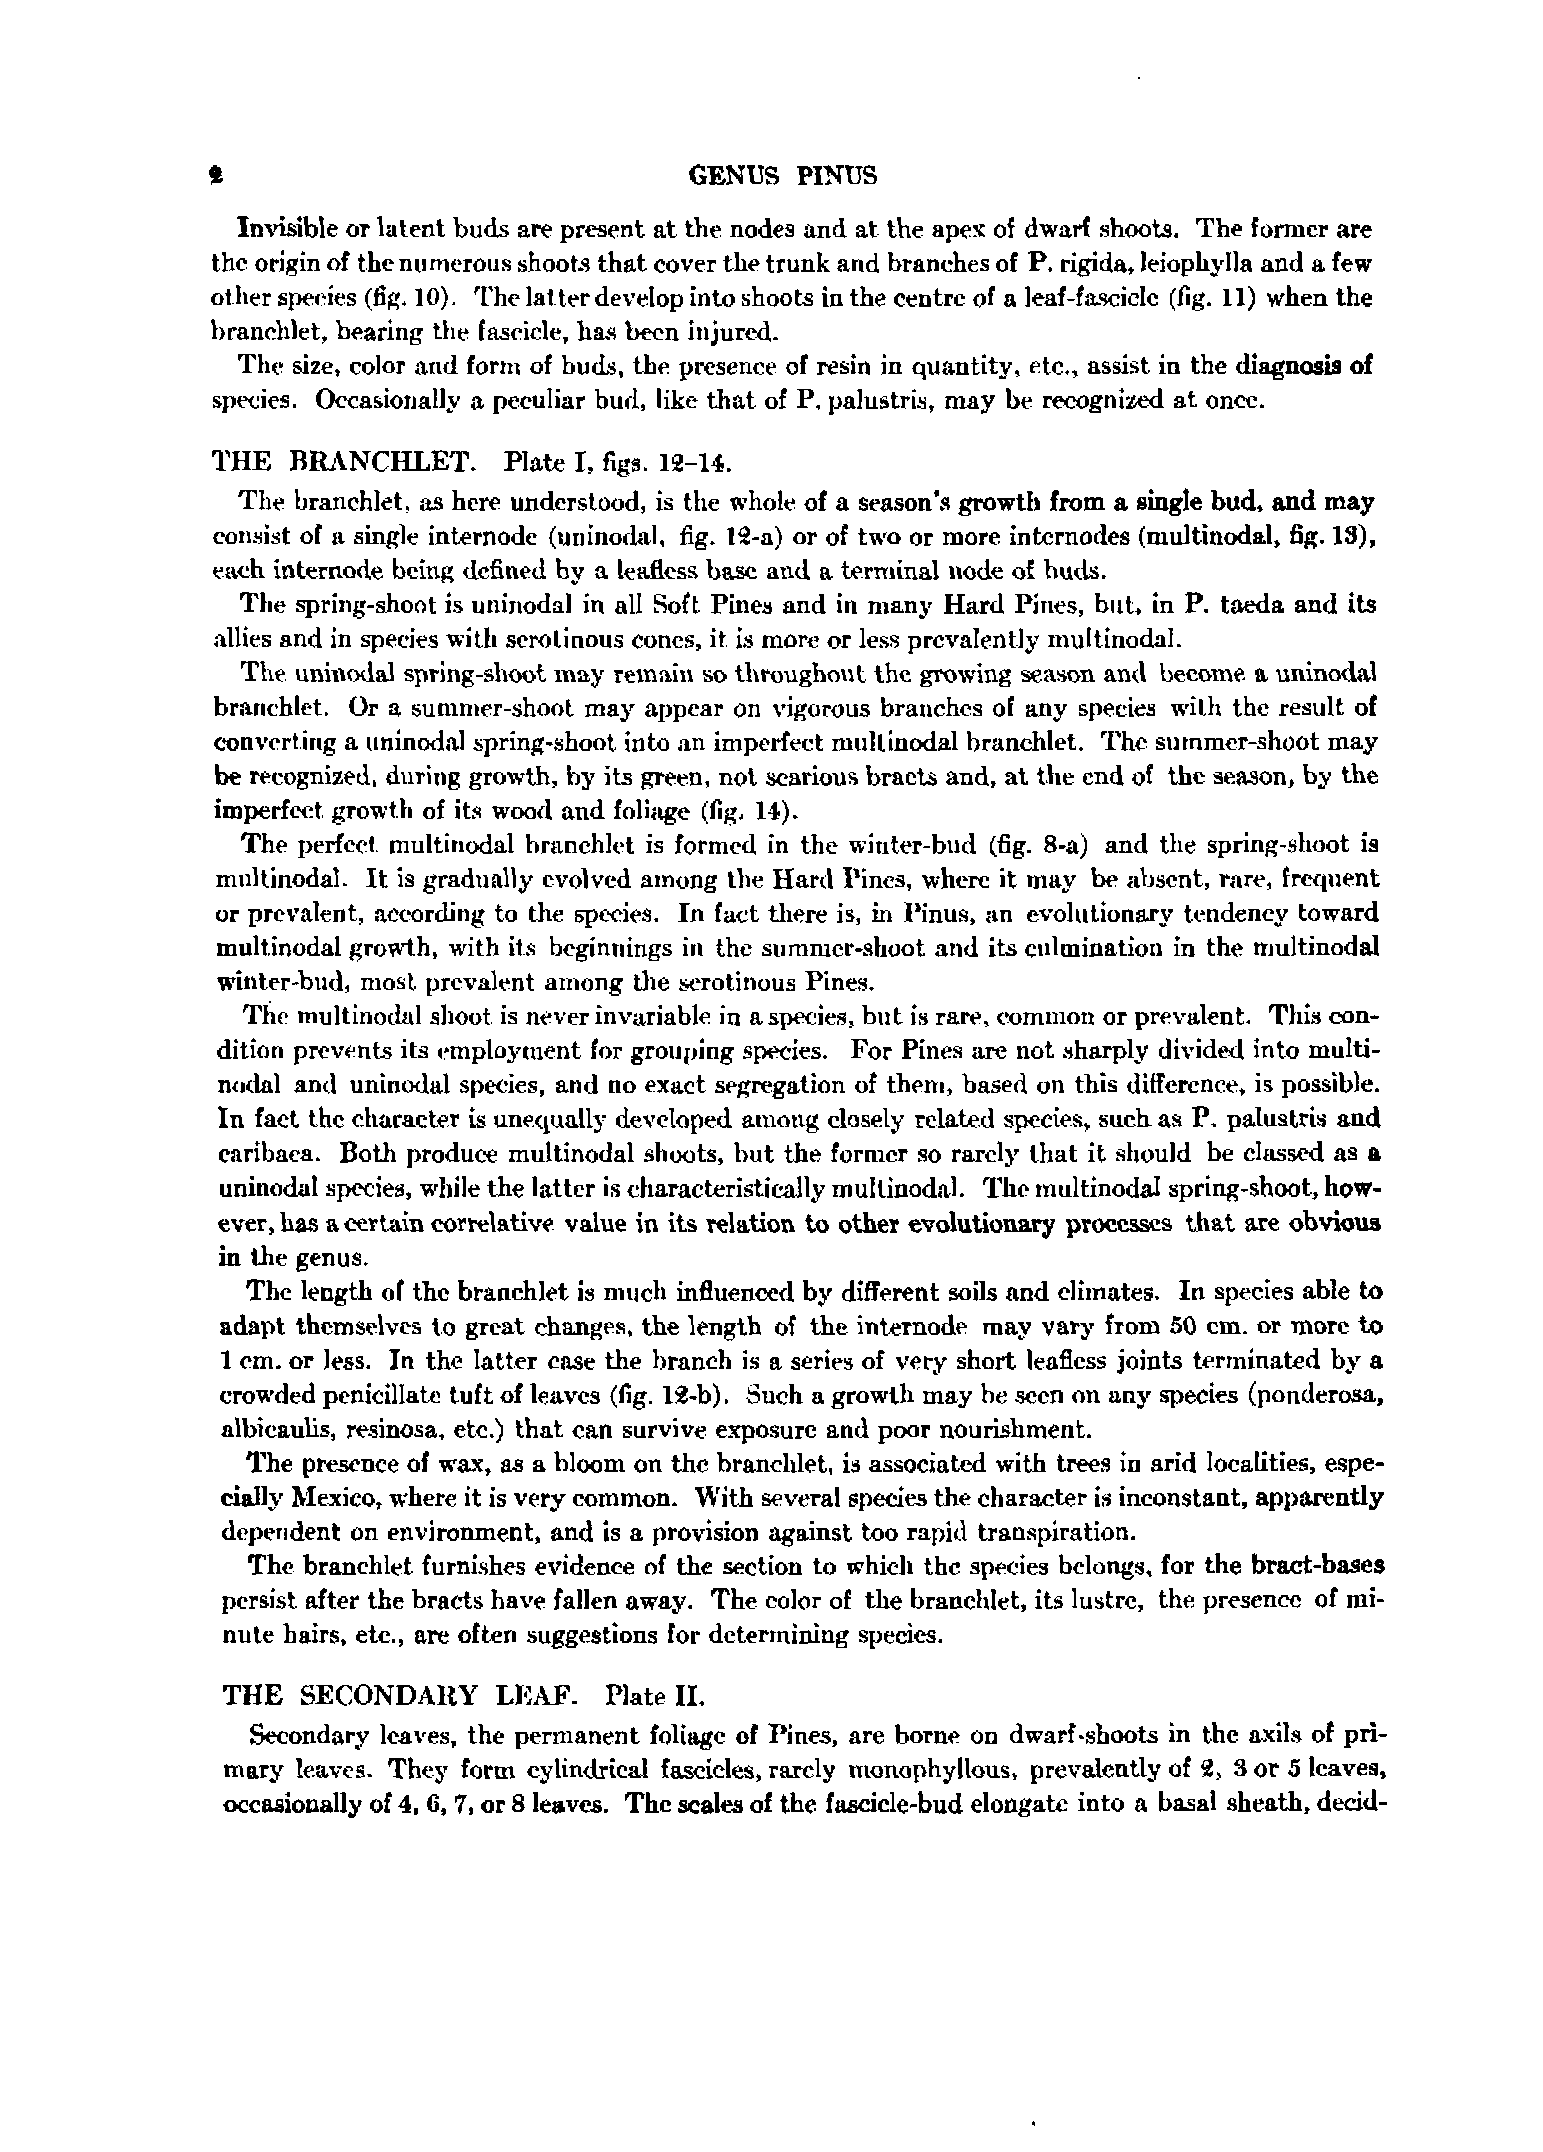 2 GENUS PINUS
Invisible or latent buds are present at the nodes and at the apex of dwarf shoots. The former are
the origin of the numerous shoots that cover the trunk and branches of P. rigida, leiophylla and a few
other species (fig. 10). The latter develop into shoots in the centre of a leaf-fascicle (fig. 11) when the
branchlet, bearing the fascicle, has been injured.
The size, color and form of buds, the presence of resin in quantity, etc., assist in the diagnosis of
species. Occasionally a peculiar bud, like that of P. palustris, may be recognized at once.
THE BRANCHLET. Plate I, figs. 12-14.
The branchlet, as here understood, is the whole of a season's growth from a single bud, and may
consist of a single internode (uninodal, fig. 12-a) or of two or more internodes (multinodal, fig. 13),
each internode being defined by a leafless base and a terminal node of buds.
The spring-shoot is uninodal in all Soft Pines and in many Hard Pines, but, in P. taeda and its
allies and in species with serotinous cones, it is more or less prevalently multinodal.
The uninodal spring-shoot may remain so throughout the growing season and become a uninodal
branchlet. Or a summer-shoot may appear on vigorous branches of any species with the result of
converting a uninodal spring-shoot into an imperfect multinodal branchlet. The summer-shoot may
be recognized, during growth, by its green, not scarious bracts and, at the end of the season, by the
imperfect growth of its wood and foliage (fig. 14).
The perfect multinodal branchlet is formed in the winter-bud (fig. 8-a) and the spring-shoot is
multinodal. It is gradually evolved among the Hard Pines, where it may be absent, rare, frequent
or prevalent, according to the species. In fact there is, in Pinus, an evolutionary tendency toward
multinodal growth, with its beginnings in the summer-shoot and its culmination in the multinodal
winter-bud, most prevalent among the serotinous Pines.
The multinodal shoot is never invariable in a species, but is rare, common or prevalent. This con-
dition prevents its employment for grouping species. For Pines are not sharply divided into multi-
nodal and uninodal species, and no exact segregation of them, based on this difference, is possible.
In fact the character is unequally developed among closely related species, such as P. palustris and
caribaea. Both produce multinodal shoots, but the former so rarely that it should be classed as a
uninodal species, while the latter is characteristically multinodal. The multinodal spring-shoot, how-
ever, has a certain correlative value in its relation to other evolutionary processes that are obvious
in the genus.
The length of the branchlet is much influenced by different soils and climates. In species able to
adapt themselves to great changes, the length of the internode may vary from 50 cm. or more to
1 cm. or less. In the latter case the branch is a series of very short leafless joints terminated by a
crowded penicillate tuft of leaves (fig. 12-b). Such a growth may be seen on any species (ponderosa,
albicaulis, resinosa, etc.) that can survive exposure and poor nourishment.
The presence of wax, as a bloom on the branchlet, is associated with trees in arid localities, espe-
cially Mexico, where it is very common. With several species the character is inconstant, apparently
dependent on environment, and is a provision against too rapid transpiration.
The branchlet furnishes evidence of the section to which the species belongs, for the bract-bases
persist after the bracts have fallen away. The color of the branchlet, its lustre, the presence of mi-
nute hairs, etc., are often suggestions for determining species.
THE SECONDARY LEAF. Plate II.
Secondary leaves, the permanent foliage of Pines, are borne on dwarf-shoots in the axils of pri-
mary leaves. They form cylindrical fascicles, rarely monophyllous, prevalently of 2, 3 or 5 leaves,
occasionally of 4, 6, 7, or 8 leaves. The scales of the fascicle-bud elongate into a basal sheath, decid-